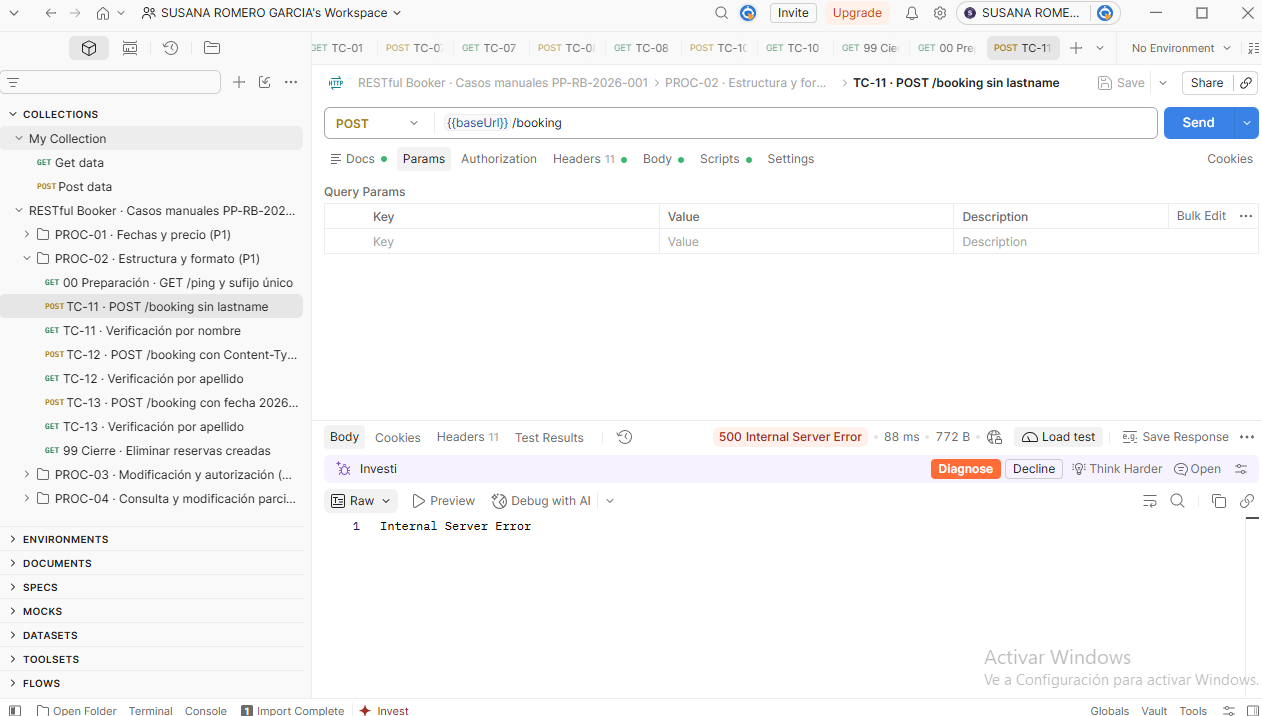 SUSANA ROMERO GARCIA's Workspace
Invite
Upgrade
SUSANA ROME...
GET TC-01
POST TC-0
GET TC-07
POST TC-0
GET TC-08
POST TC-1
GET TC-10
GET 99 Cie
GET 00 Pre
POST TC-11
No Environment
RESTful Booker · Casos manuales PP-RB-2026-001
PROC-02 · Estructura y for...
TC-11 · POST /booking sin lastname
Save
Share
COLLECTIONS
My Collection
GET Get data
POST Post data
RESTful Booker · Casos manuales PP-RB-202...
PROC-01 · Fechas y precio (P1)
PROC-02 · Estructura y formato (P1)
GET 00 Preparación · GET /ping y sufijo único
POST TC-11 · POST /booking sin lastname
GET TC-11 · Verificación por nombre
POST TC-12 · POST /booking con Content-Ty...
GET TC-12 · Verificación por apellido
POST TC-13 · POST /booking con fecha 2026...
GET TC-13 · Verificación por apellido
GET 99 Cierre · Eliminar reservas creadas
PROC-03 · Modificación y autorización (...
PROC-04 · Consulta y modificación parci...
ENVIRONMENTS
DOCUMENTS
SPECS
MOCKS
DATASETS
TOOLSETS
FLOWS
POST
{{baseUrl}} /booking
Send
Docs
Params
Authorization
Headers 11
Body
Scripts
Settings
Cookies
Query Params
Key Value Description Bulk Edit
Key Value Description
Body
Cookies
Headers 11
Test Results
500 Internal Server Error
88 ms
772 B
Load test
e.g. Save Response
Investi
Diagnose
Decline
Think Harder
Open
Raw
Preview
Debug with AI
1 Internal Server Error
Activar Windows
Ve a Configuración para activar Windows.
Open Folder
Terminal
Console
1 Import Complete
Invest
Globals
Vault
Tools